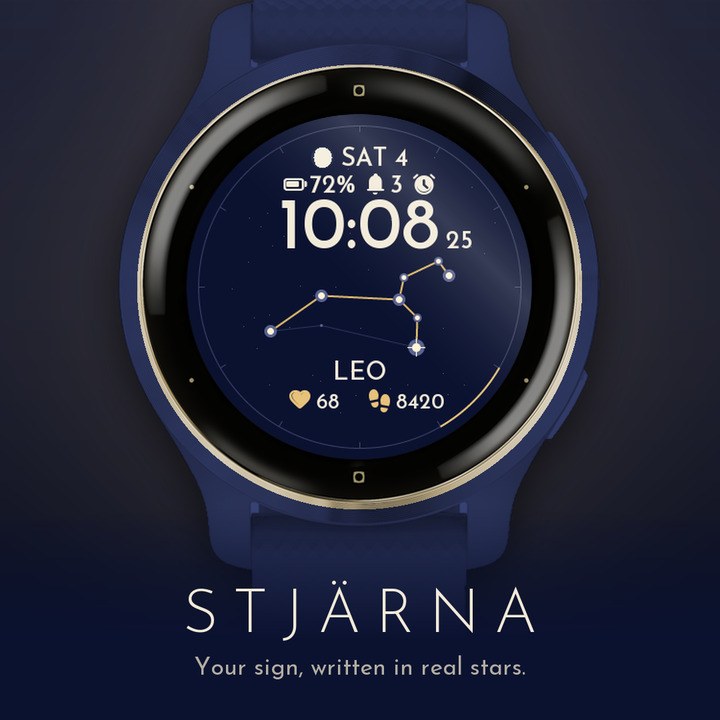 SAT 4
72% 3
10:08 25
LEO
68 8420
STJÄRNA
Your sign, written in real stars.